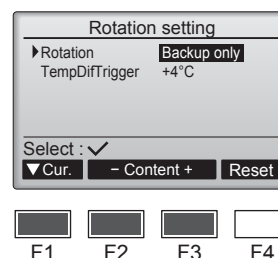 Rotation setting
Rotation Backup only
TempDifTrigger +4°C
Select : ✓
▼Cur. − Content + Reset
F1 F2 F3 F4